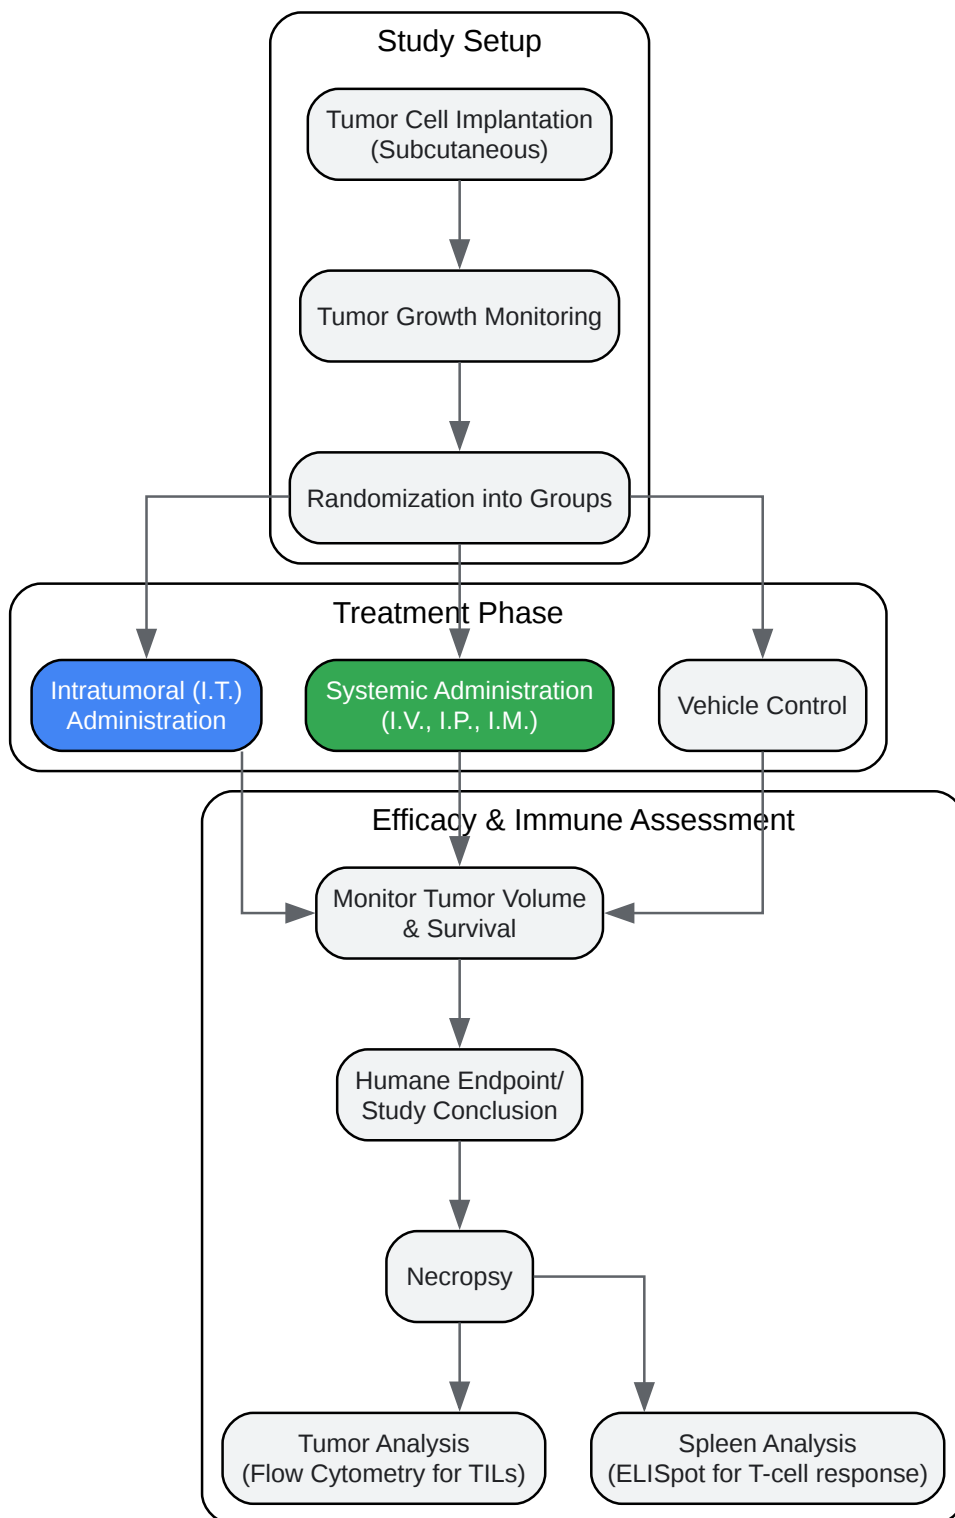 Study Setup
Tumor Cell Implantation
(Subcutaneous)
Tumor Growth Monitoring
Randomization into Groups
Treatment Phase
Intratumoral (I.T.)
Administration
Systemic Administration
(I.V., I.P., I.M.)
Vehicle Control
Efficacy & Immune Assessment
Monitor Tumor Volume
& Survival
Humane Endpoint/
Study Conclusion
Necropsy
Tumor Analysis
(Flow Cytometry for TILs)
Spleen Analysis
(ELISpot for T-cell response)